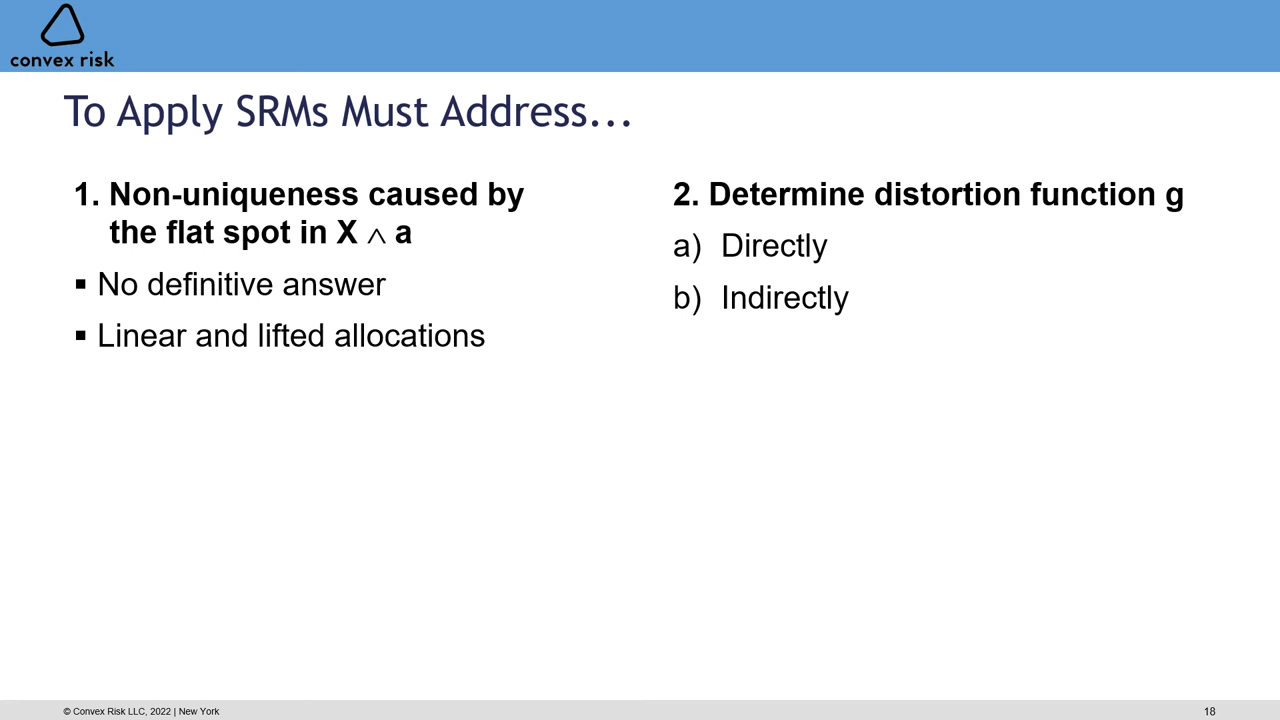 convex risk
To Apply SRMs Must Address...
1. Non-uniqueness caused by
the flat spot in X ∧ a
▪ No definitive answer
▪ Linear and lifted allocations
2. Determine distortion function g
a) Directly
b) Indirectly
© Convex Risk LLC, 2022 | New York
18